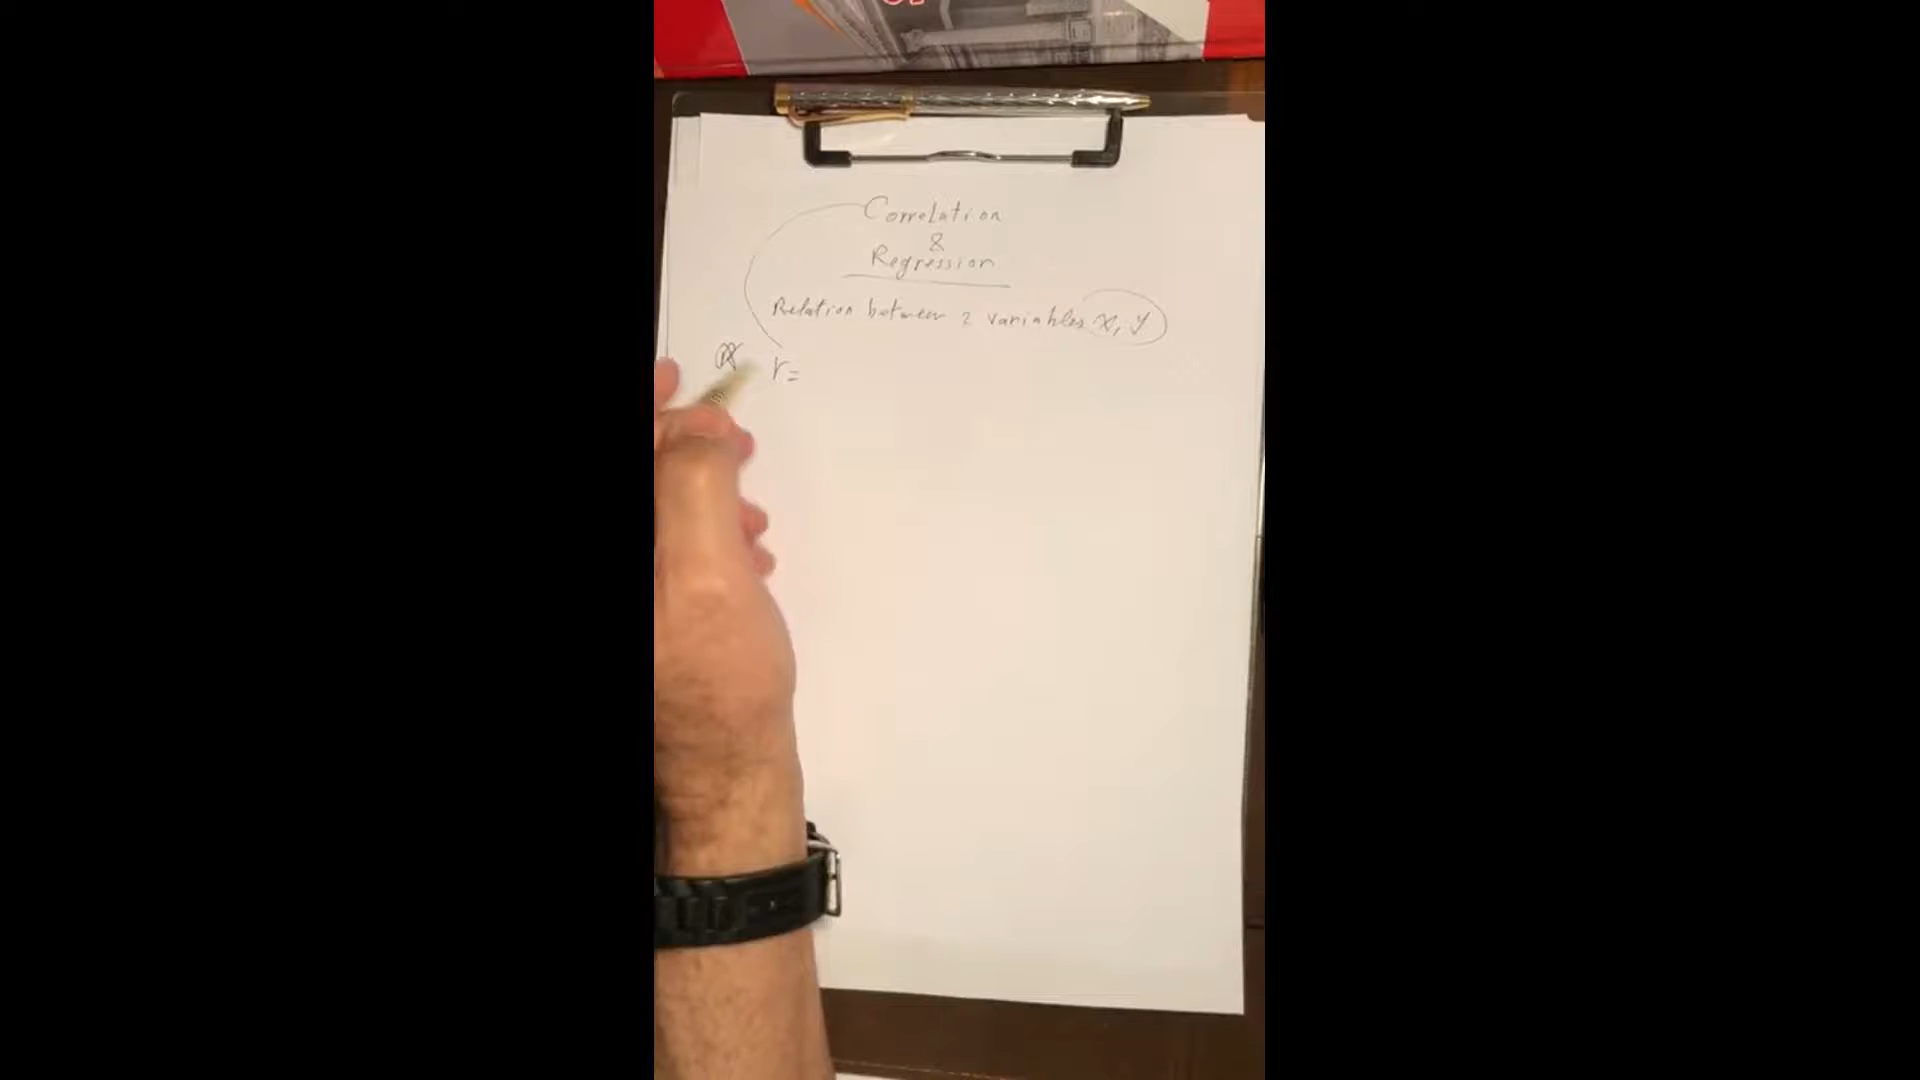 Correlation
&
Regression
Relation between 2 variables x, y
r =